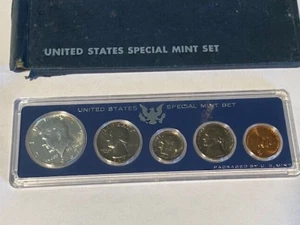 UNITED STATES SPECIAL MINT SET
UNITED STATES SPECIAL MINT SET
PACKAGED BY U.S. MINT